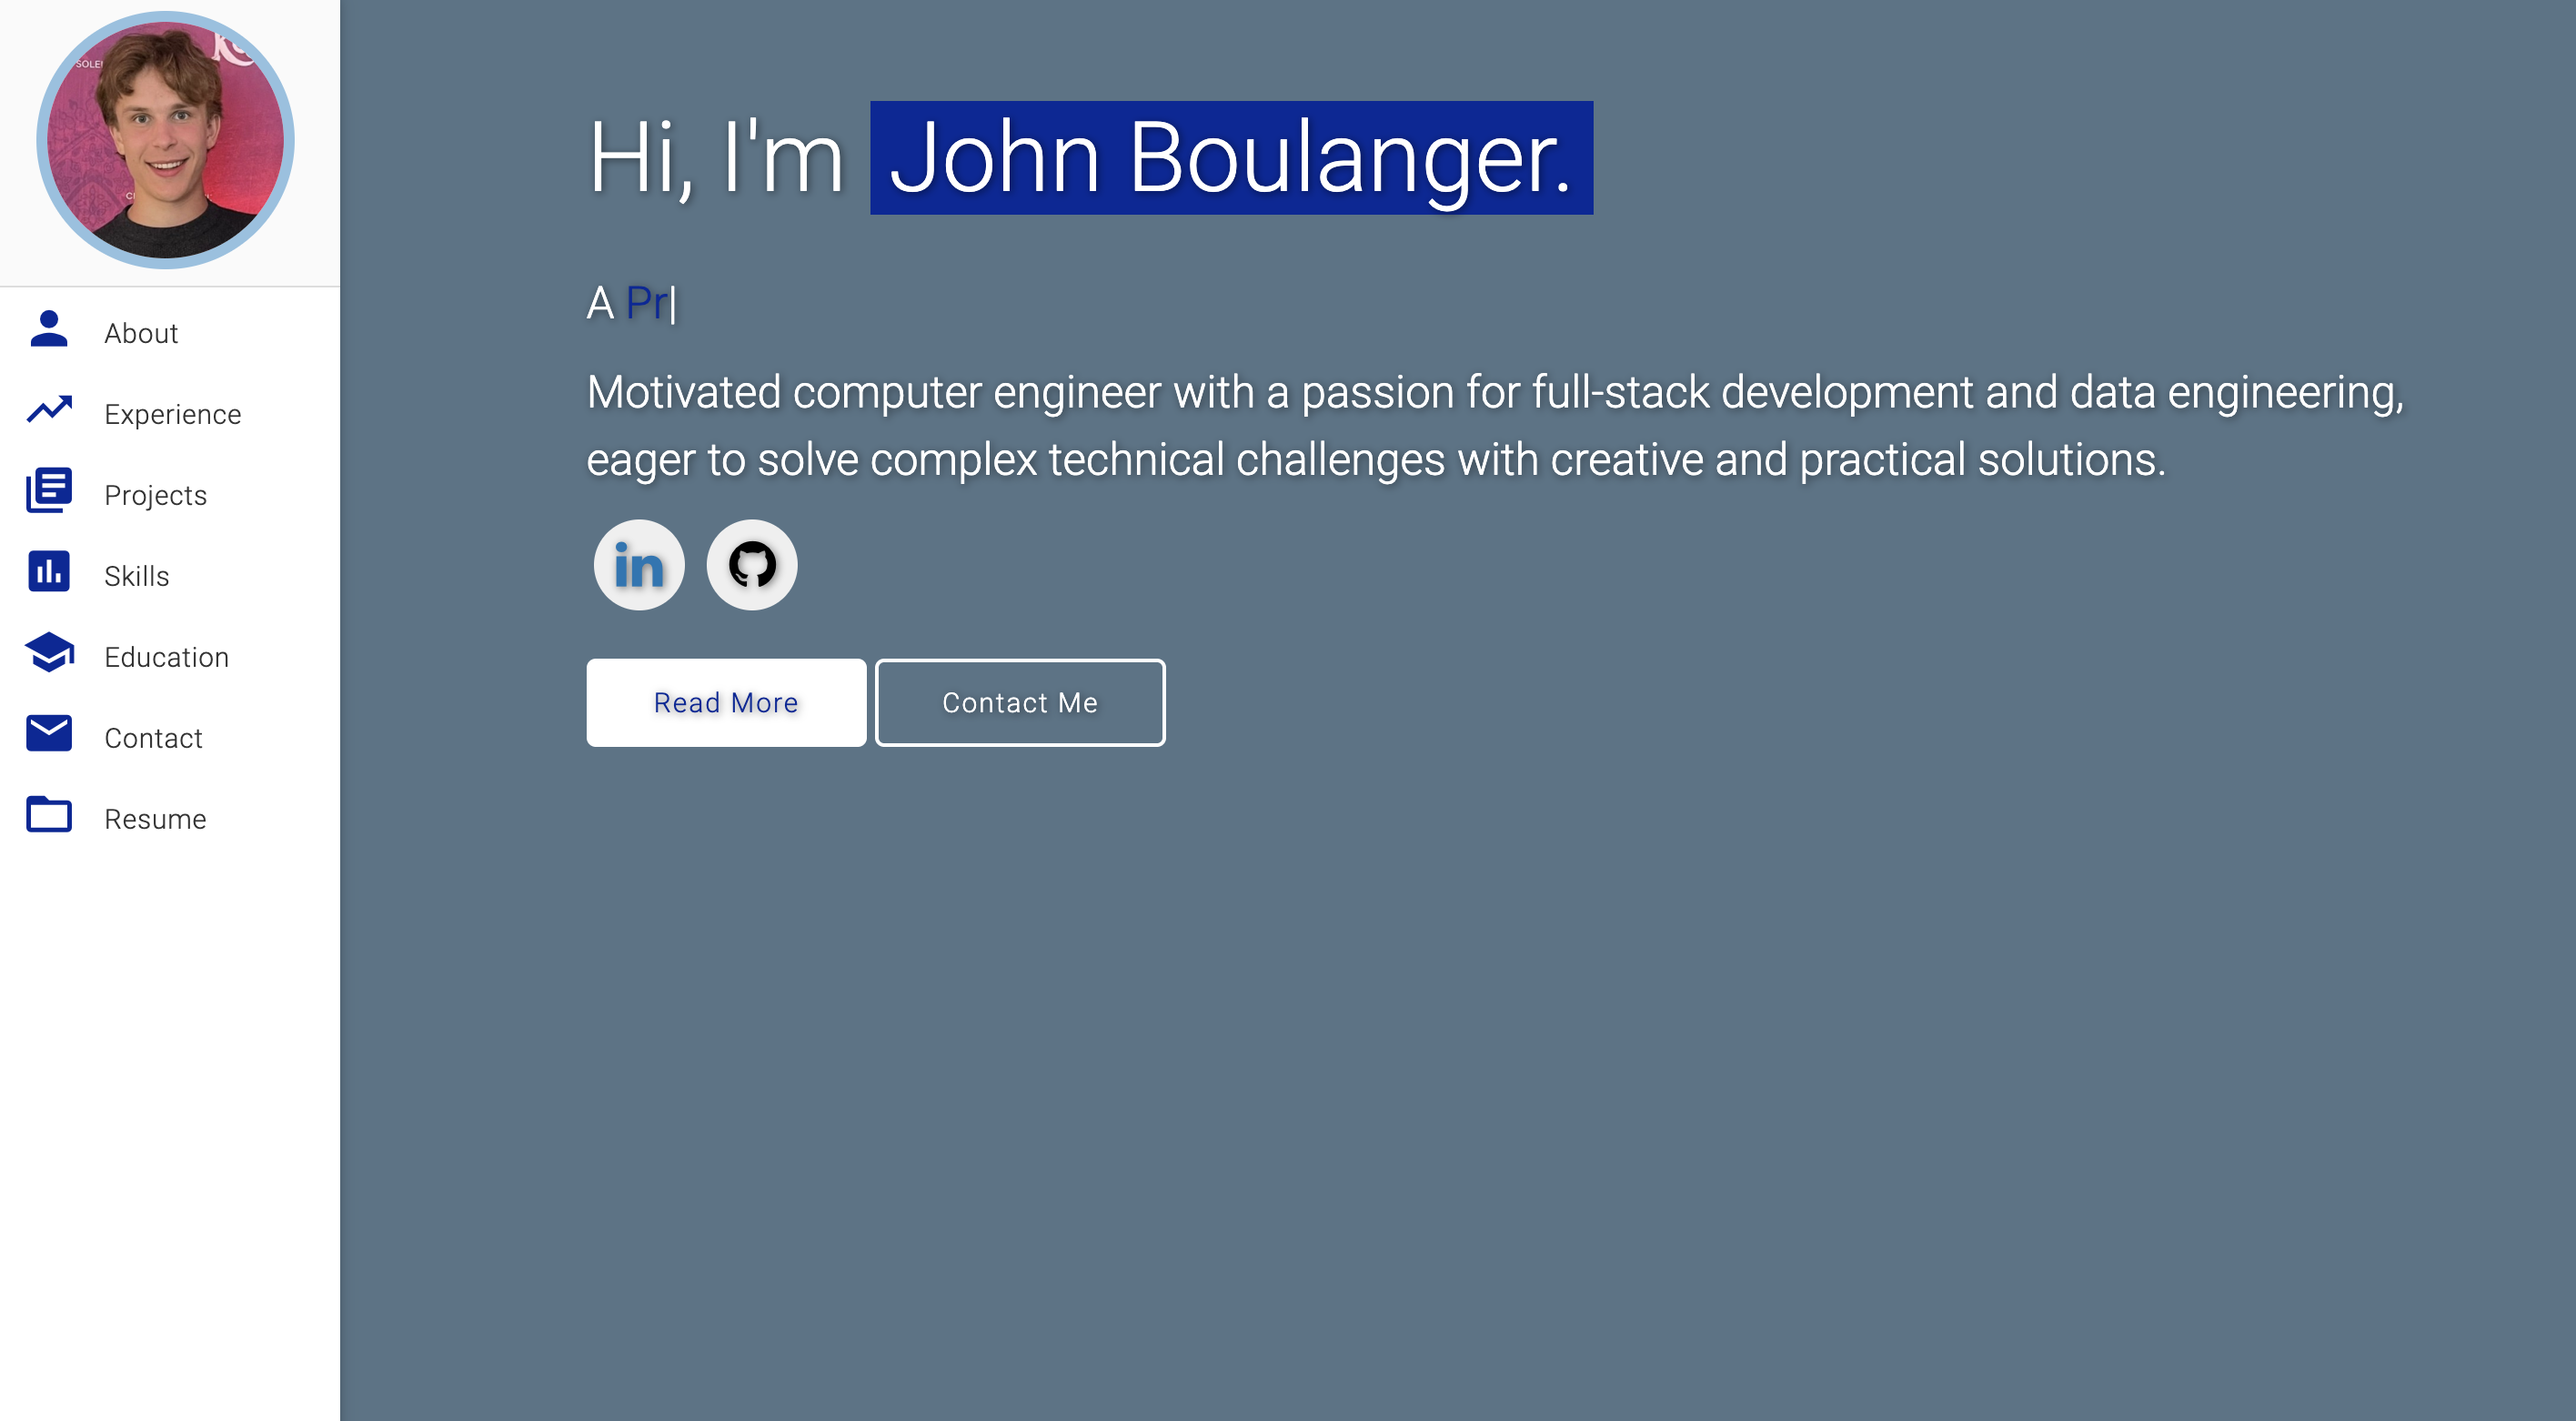 About
Experience
Projects
Skills
Education
Contact
Resume
Hi, I'm John Boulanger.
A Pr|
Motivated computer engineer with a passion for full-stack development and data engineering,
eager to solve complex technical challenges with creative and practical solutions.
in
Read More
Contact Me